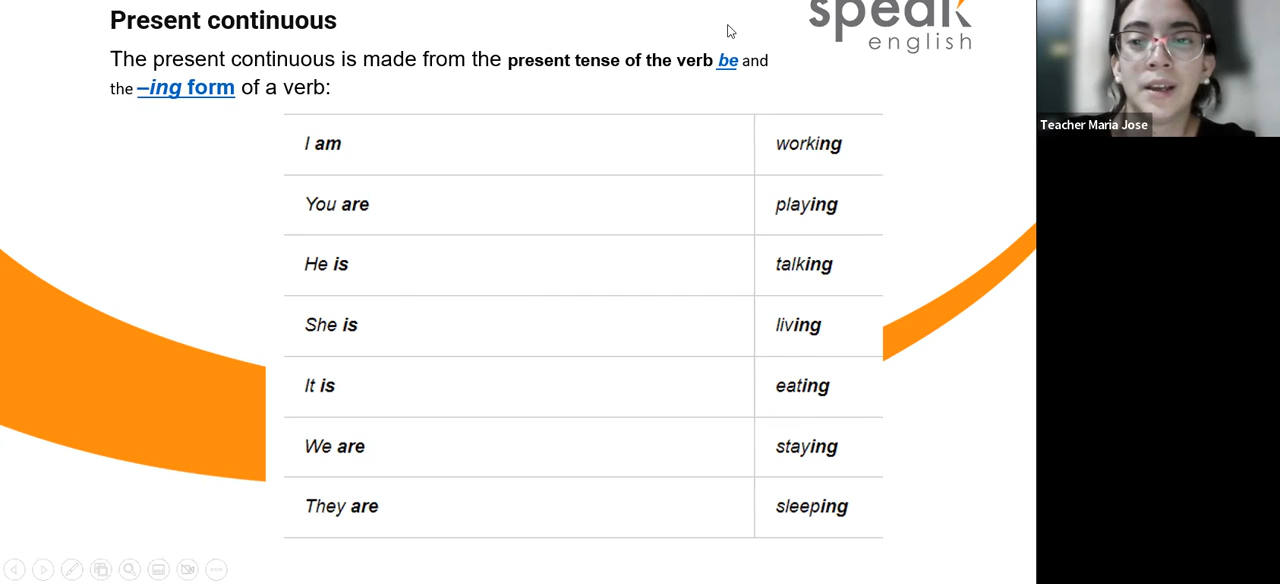 Present continuous
speak
english
The present continuous is made from the present tense of the verb be and
the –ing form of a verb:
Teacher Maria Jose
I am working
You are playing
He is talking
She is living
It is eating
We are staying
They are sleeping